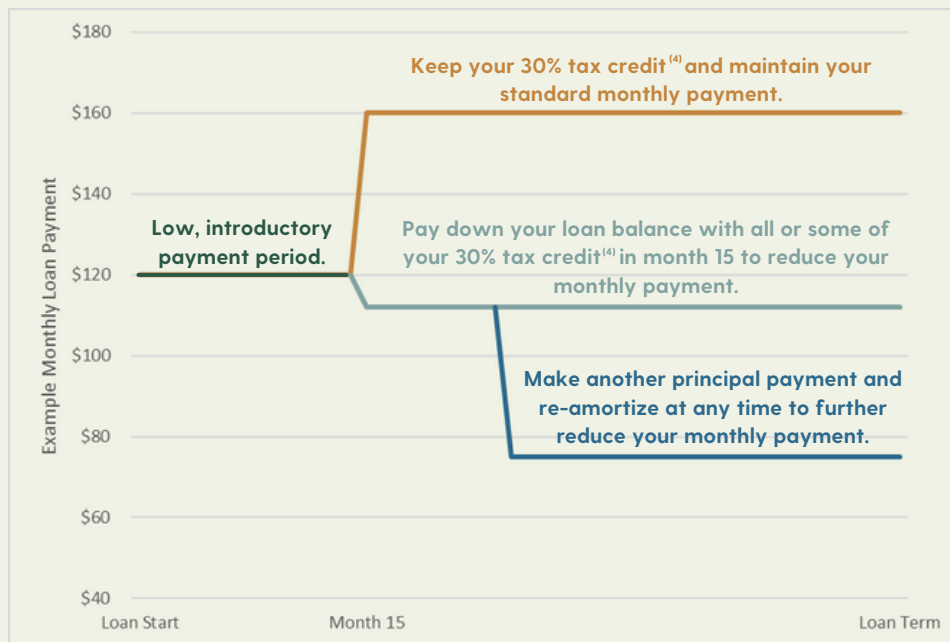 $180
Keep your 30% tax credit(4) and maintain your
standard monthly payment.
$160
$140
Low, introductory
payment period.
Pay down your loan balance with all or some of
your 30% tax credit(4) in month 15 to reduce your
monthly payment.
$120
$100
Make another principal payment and
re-amortize at any time to further
reduce your monthly payment.
$80
$60
$40
Example Monthly Loan Payment
Loan Start
Month 15
Loan Term